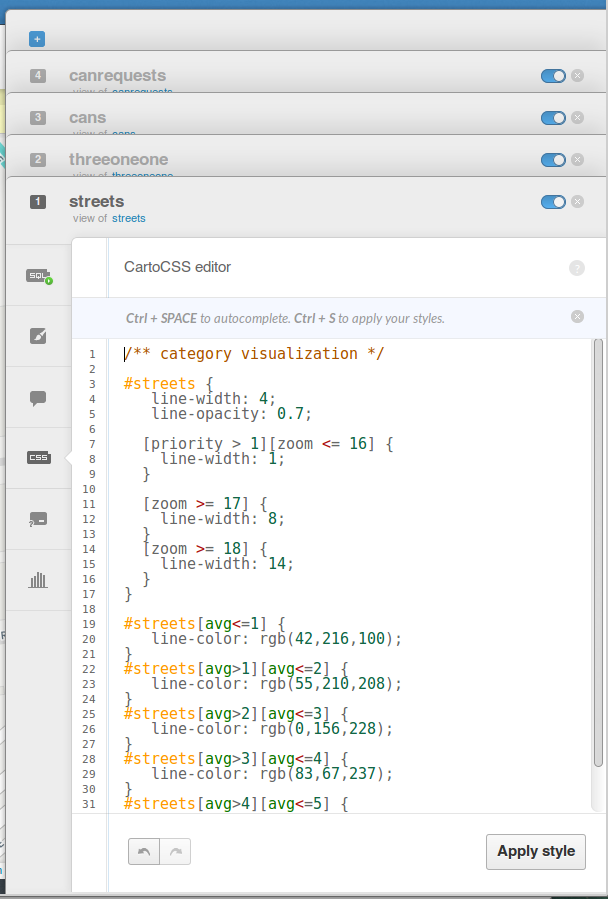 +
4 canrequests
view of canrequests
3 cans
view of cans
2 threeoneone
view of threeoneone
1 streets
view of streets
SQL
CSS
CartoCSS editor
?
Ctrl + SPACE to autocomplete. Ctrl + S to apply your styles.
1 /** category visualization */
2
3 #streets {
4 line-width: 4;
5 line-opacity: 0.7;
6
7 [priority > 1][zoom <= 16] {
8 line-width: 1;
9 }
10
11 [zoom >= 17] {
12 line-width: 8;
13 }
14 [zoom >= 18] {
15 line-width: 14;
16 }
17 }
18
19 #streets[avg<=1] {
20 line-color: rgb(42,216,100);
21 }
22 #streets[avg>1][avg<=2] {
23 line-color: rgb(55,210,208);
24 }
25 #streets[avg>2][avg<=3] {
26 line-color: rgb(0,156,228);
27 }
28 #streets[avg>3][avg<=4] {
29 line-color: rgb(83,67,237);
30 }
31 #streets[avg>4][avg<=5] {
Apply style